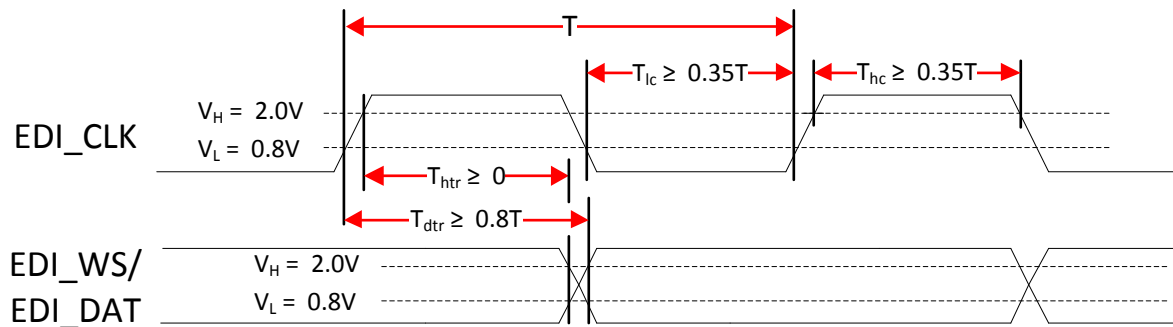 T
T_lc ≥ 0.35T
T_hc ≥ 0.35T
V_H = 2.0V
EDI_CLK
V_L = 0.8V
T_htr ≥ 0
T_dtr ≥ 0.8T
EDI_WS/
EDI_DAT
V_H = 2.0V
V_L = 0.8V